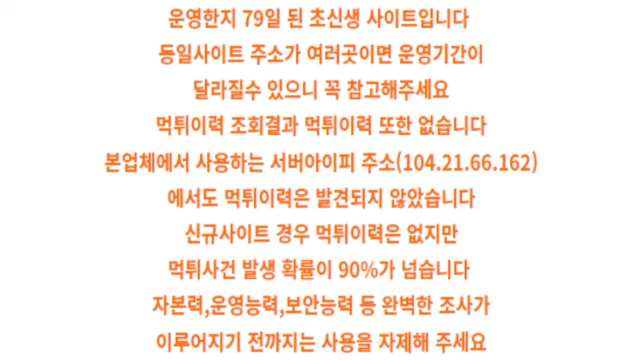 운영한지 79일 된 초신생 사이트입니다
동일사이트 주소가 여러곳이면 운영기간이
달라질수 있으니 꼭 참고해주세요
먹튀이력 조회결과 먹튀이력 또한 없습니다
본업체에서 사용하는 서버아이피 주소(104.21.66.162)
에서도 먹튀이력은 발견되지 않았습니다
신규사이트 경우 먹튀이력은 없지만
먹튀사건 발생 확률이 90%가 넘습니다
자본력,운영능력,보안능력 등 완벽한 조사가
이루어지기 전까지는 사용을 자제해 주세요